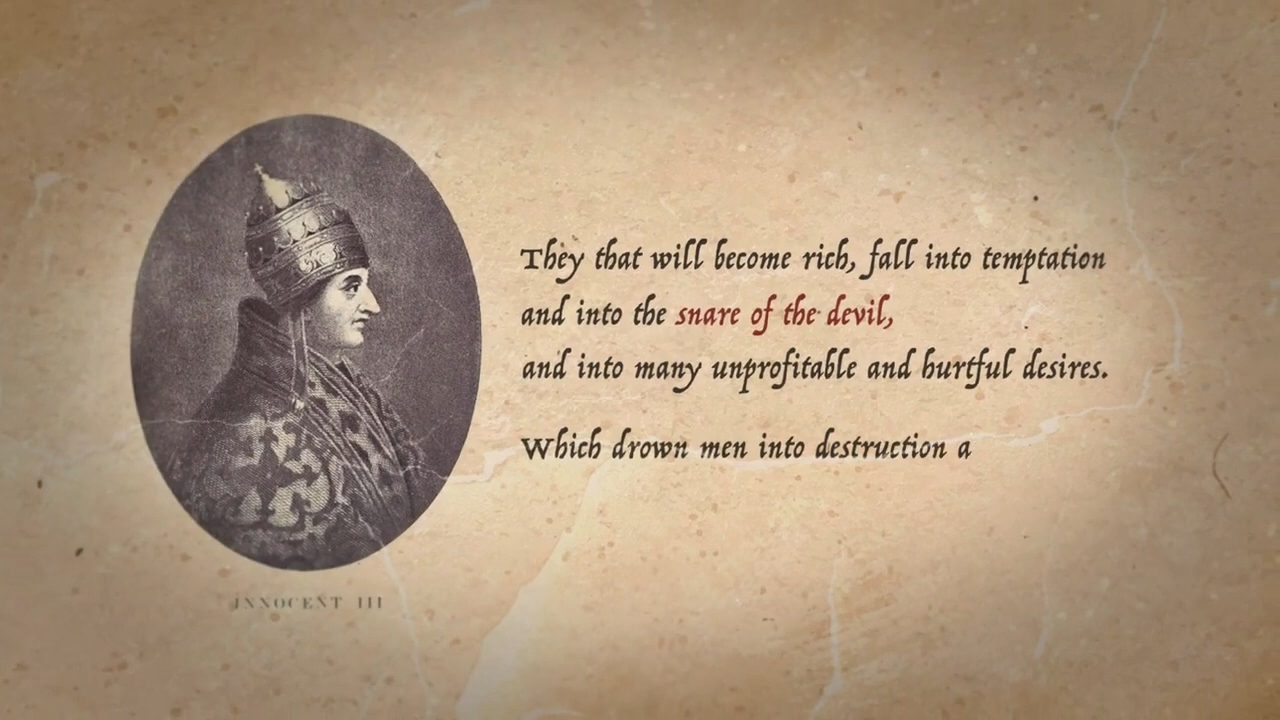 They that will become rich, fall into temptation
and into the snare of the devil,
and into many unprofitable and hurtful desires.
Which drown men into destruction a
INNOCENT III